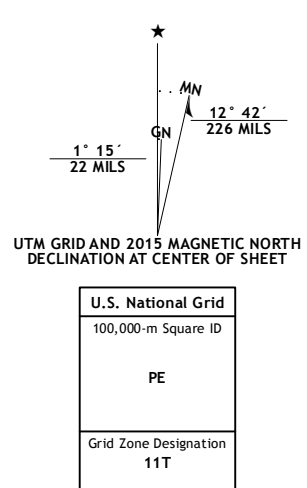 ★
MN
GN
12° 42´
226 MILS
1° 15´
22 MILS
UTM GRID AND 2015 MAGNETIC NORTH
DECLINATION AT CENTER OF SHEET
U.S. National Grid
100,000-m Square ID
PE
Grid Zone Designation
11T